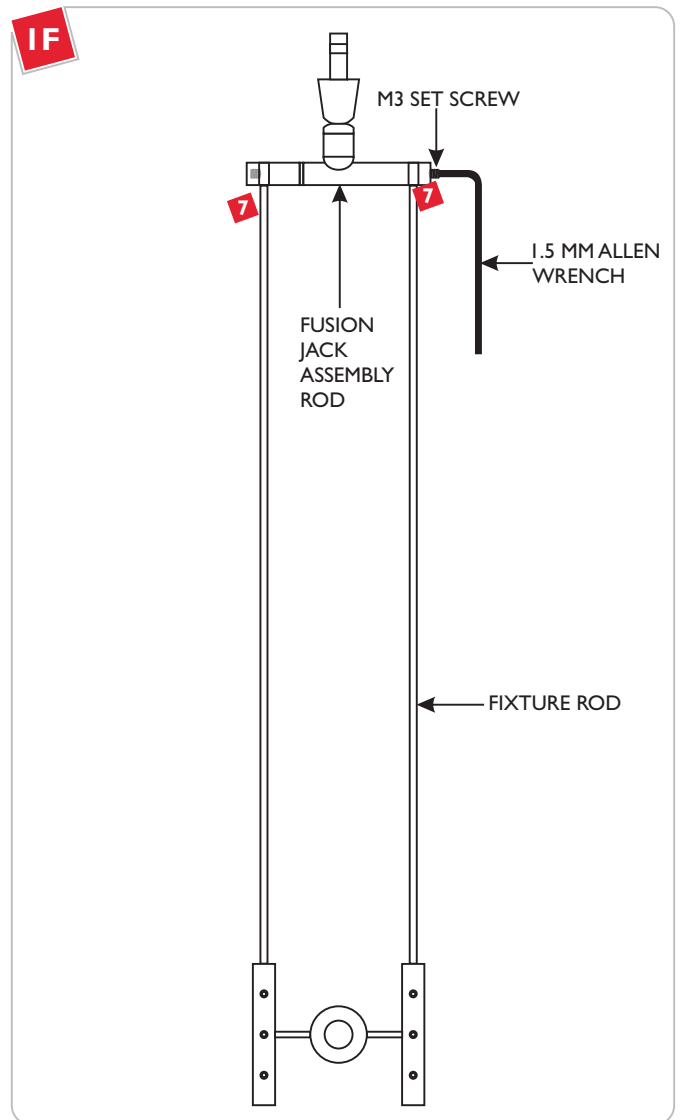 1F
M3 SET SCREW
7
7
1.5 MM ALLEN
WRENCH
FUSION
JACK
ASSEMBLY
ROD
FIXTURE ROD